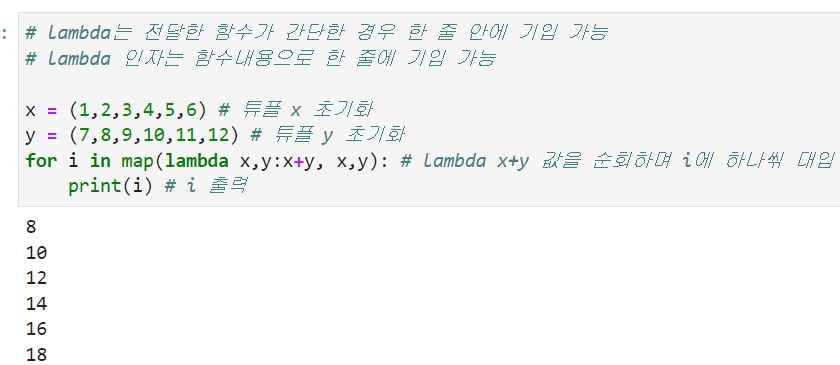 : # lambda는 전달한 함수가 간단한 경우 한 줄 안에 기입 가능
# lambda 인자는 함수내용으로 한 줄에 기입 가능
x = (1,2,3,4,5,6) # 튜플 x 초기화
y = (7,8,9,10,11,12) # 튜플 y 초기화
for i in map(lambda x,y:x+y, x,y): # lambda x+y 값을 순회하며 i에 하나씩 대입
print(i) # i 출력
8
10
12
14
16
18